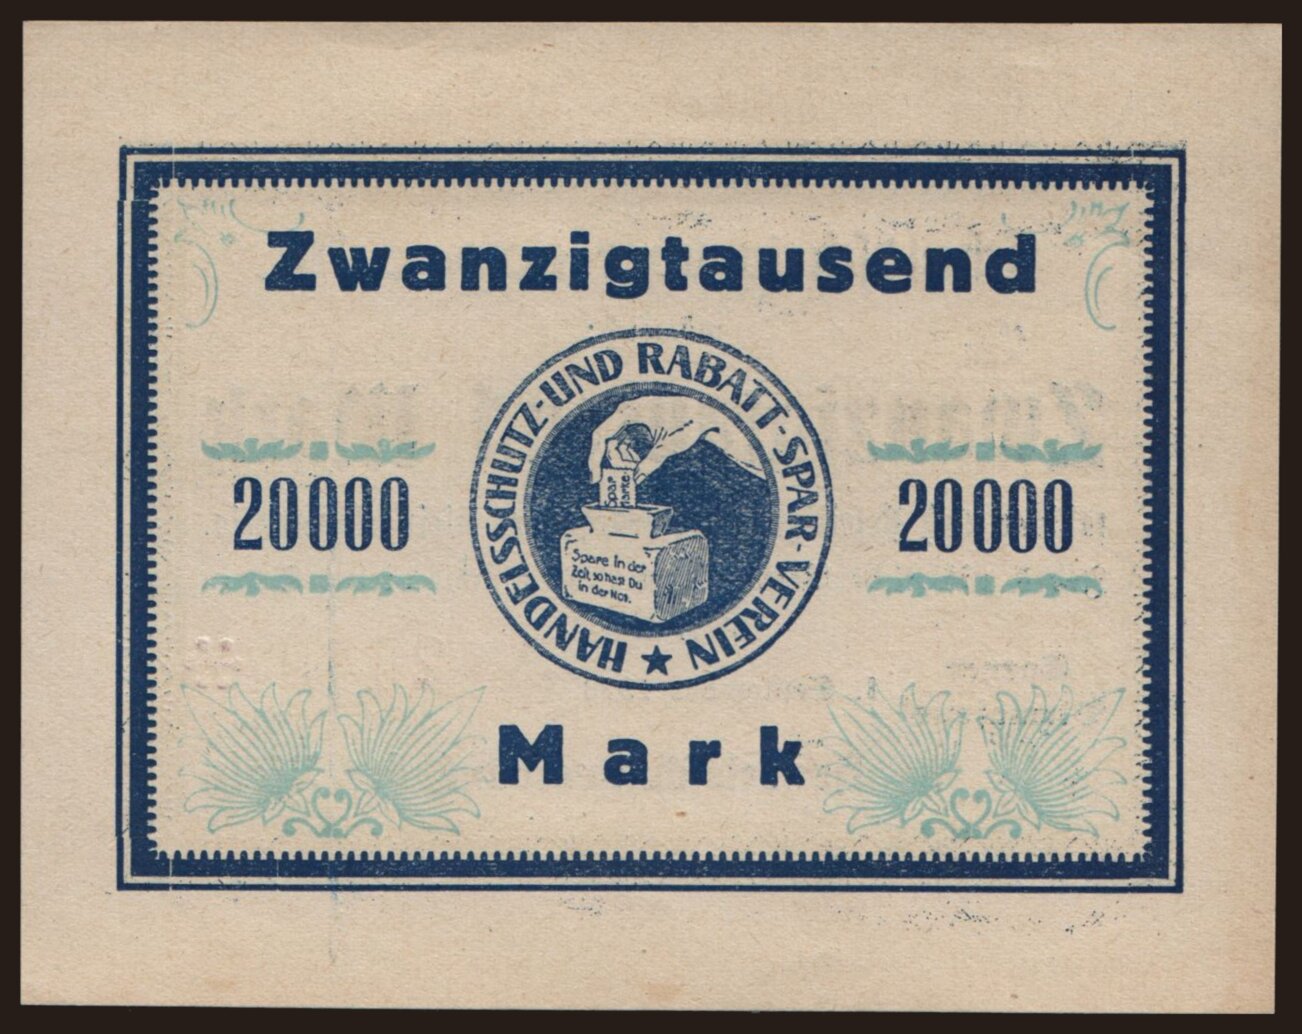 Zwanzigtausend
HANDELSSCHUTZ-UND RABATT-SPAR-VEREIN ★
20000
Spar
marke
20000
Spare in der
Zeit, so hast Du
in der Not.
Mark